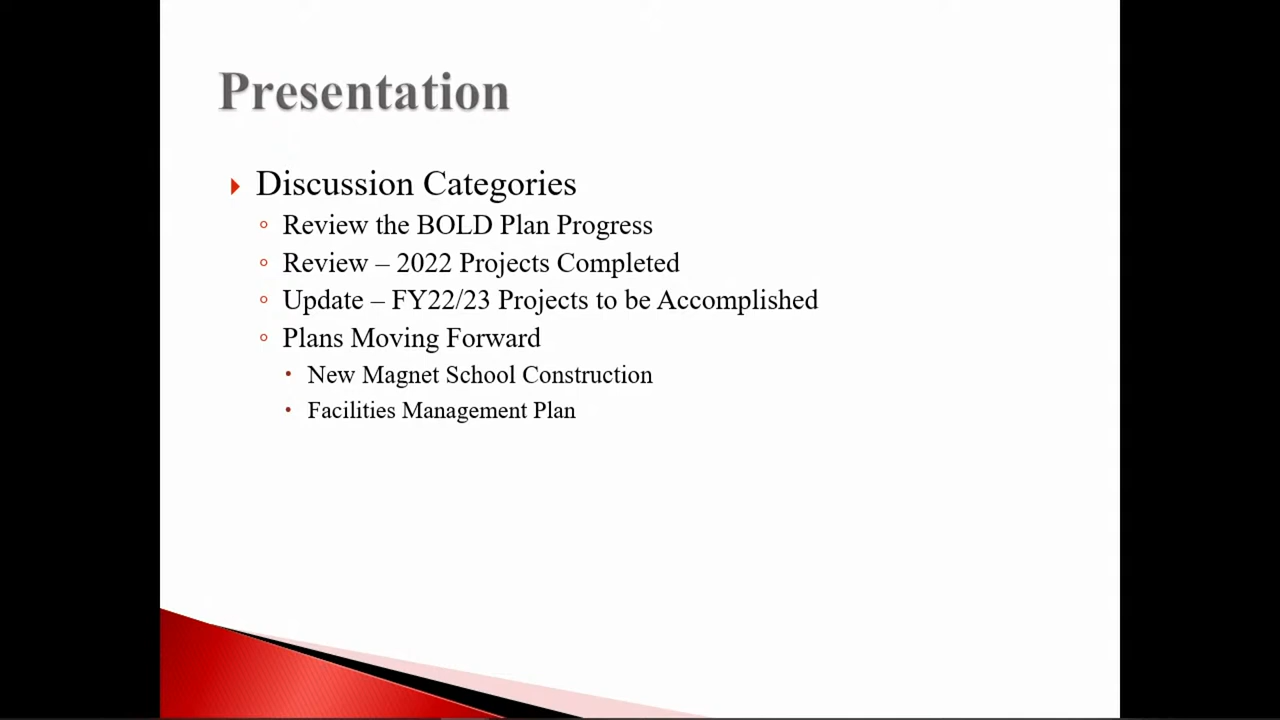 Presentation
Discussion Categories
Review the BOLD Plan Progress
Review – 2022 Projects Completed
Update – FY22/23 Projects to be Accomplished
Plans Moving Forward
New Magnet School Construction
Facilities Management Plan